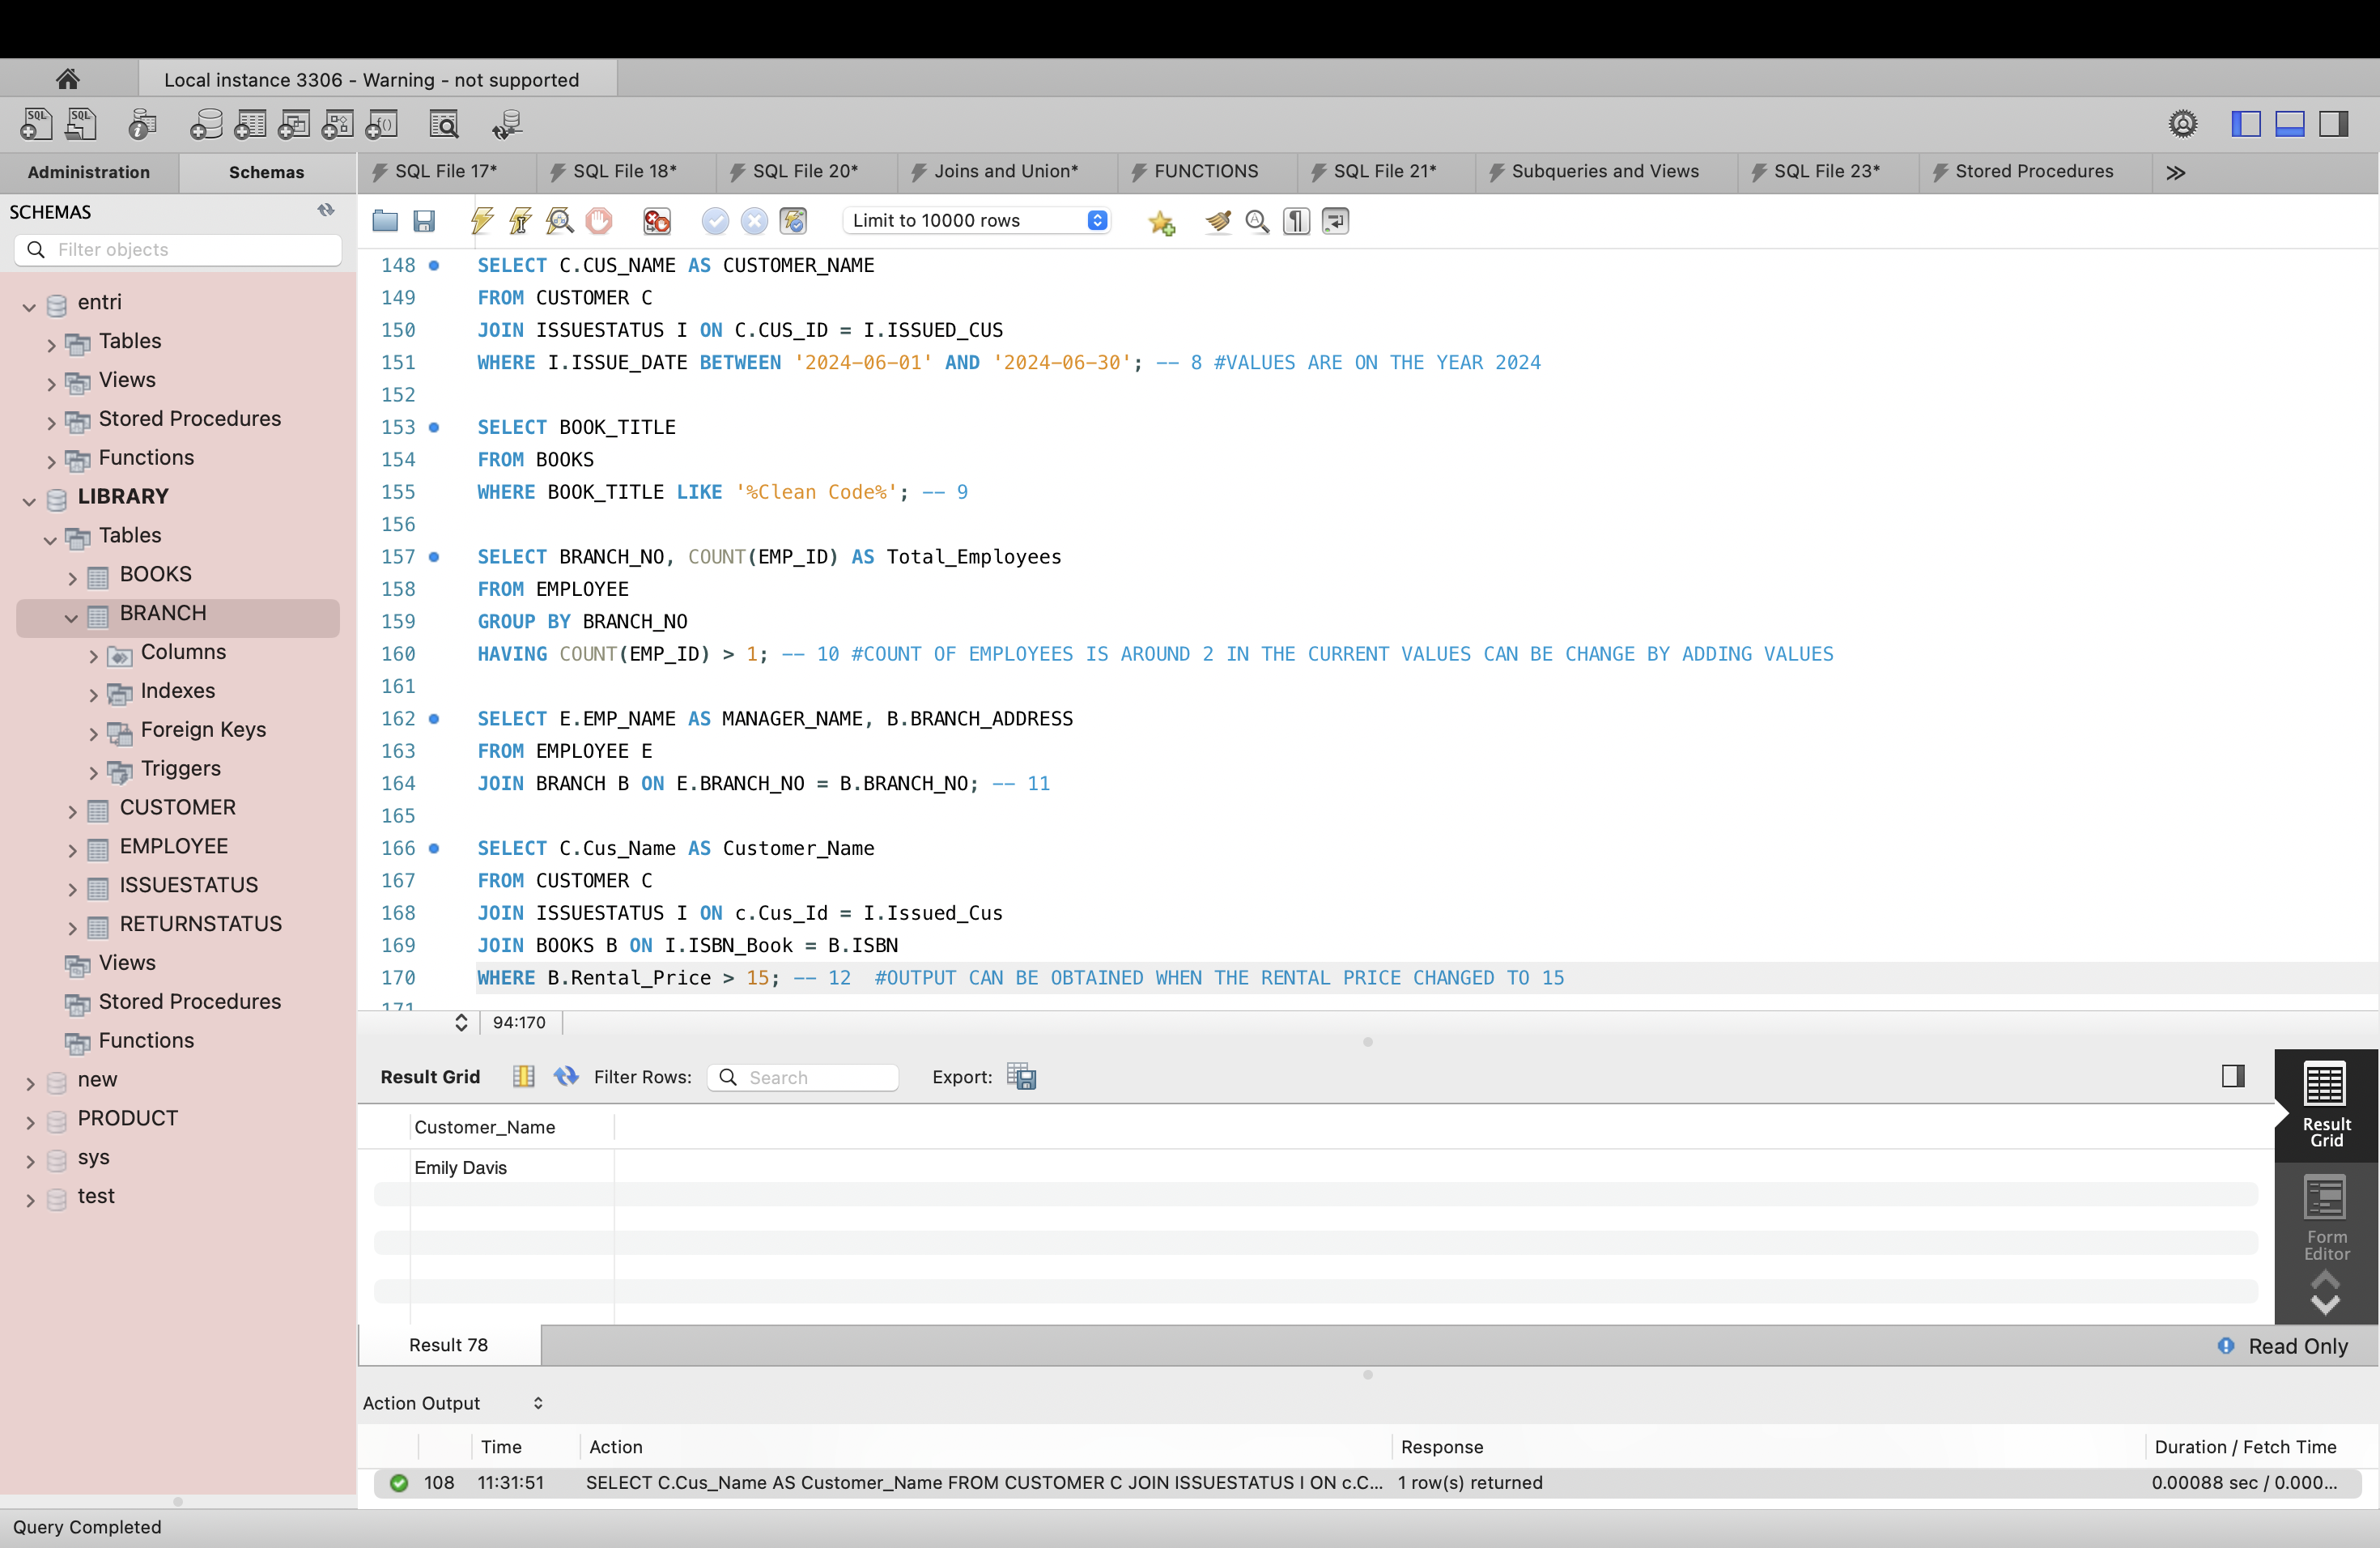 Local instance 3306 - Warning - not supported
Administration
Schemas
SQL File 17*
SQL File 18*
SQL File 20*
Joins and Union*
FUNCTIONS
SQL File 21*
Subqueries and Views
SQL File 23*
Stored Procedures
SCHEMAS
Filter objects
Limit to 10000 rows
entri
Tables
Views
Stored Procedures
Functions
LIBRARY
Tables
BOOKS
BRANCH
Columns
Indexes
Foreign Keys
Triggers
CUSTOMER
EMPLOYEE
ISSUESTATUS
RETURNSTATUS
Views
Stored Procedures
Functions
new
PRODUCT
sys
test
148 SELECT C.CUS_NAME AS CUSTOMER_NAME
149 FROM CUSTOMER C
150 JOIN ISSUESTATUS I ON C.CUS_ID = I.ISSUED_CUS
151 WHERE I.ISSUE_DATE BETWEEN '2024-06-01' AND '2024-06-30'; -- 8 #VALUES ARE ON THE YEAR 2024
152
153 SELECT BOOK_TITLE
154 FROM BOOKS
155 WHERE BOOK_TITLE LIKE '%Clean Code%'; -- 9
156
157 SELECT BRANCH_NO, COUNT(EMP_ID) AS Total_Employees
158 FROM EMPLOYEE
159 GROUP BY BRANCH_NO
160 HAVING COUNT(EMP_ID) > 1; -- 10 #COUNT OF EMPLOYEES IS AROUND 2 IN THE CURRENT VALUES CAN BE CHANGE BY ADDING VALUES
161
162 SELECT E.EMP_NAME AS MANAGER_NAME, B.BRANCH_ADDRESS
163 FROM EMPLOYEE E
164 JOIN BRANCH B ON E.BRANCH_NO = B.BRANCH_NO; -- 11
165
166 SELECT C.Cus_Name AS Customer_Name
167 FROM CUSTOMER C
168 JOIN ISSUESTATUS I ON c.Cus_Id = I.Issued_Cus
169 JOIN BOOKS B ON I.ISBN_Book = B.ISBN
170 WHERE B.Rental_Price > 15; -- 12 #OUTPUT CAN BE OBTAINED WHEN THE RENTAL PRICE CHANGED TO 15
171
94:170
Result Grid
Filter Rows:
Search
Export:
Customer_Name
Emily Davis
Result Grid
Form Editor
Result 78
Read Only
Action Output
Time
Action
Response
Duration / Fetch Time
108 11:31:51 SELECT C.Cus_Name AS Customer_Name FROM CUSTOMER C JOIN ISSUESTATUS I ON c.C... 1 row(s) returned 0.00088 sec / 0.000...
Query Completed